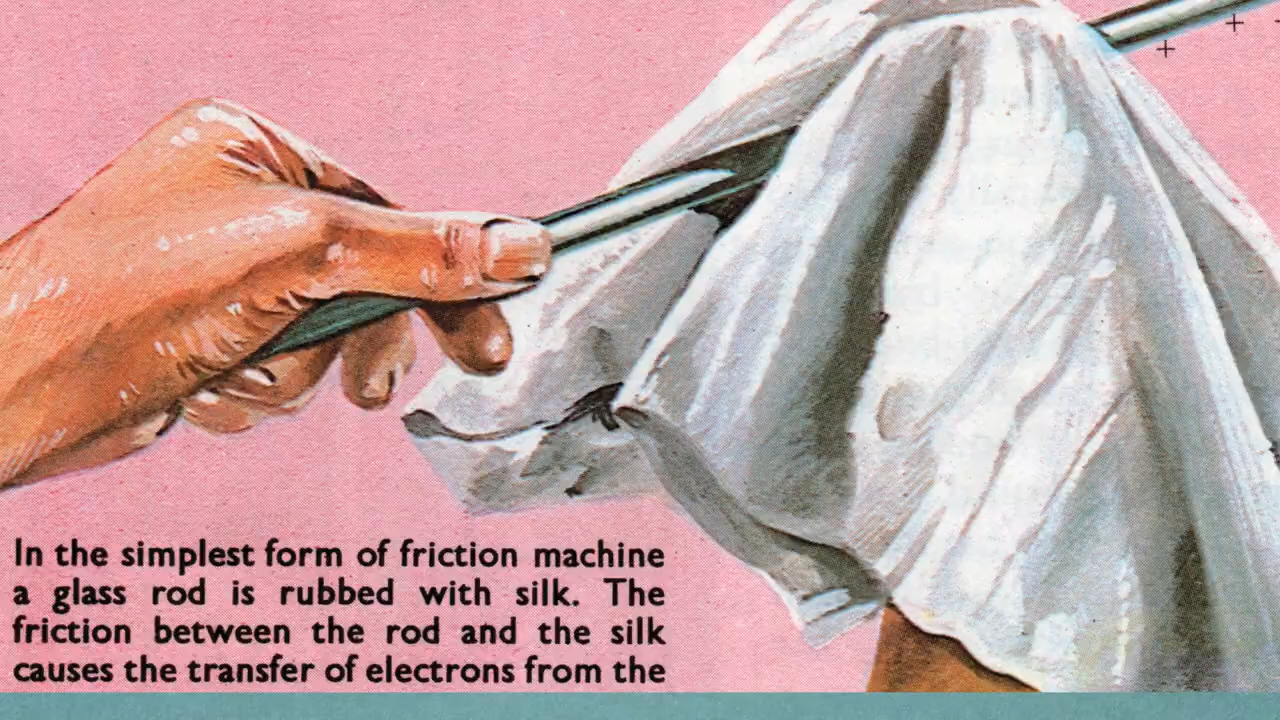 +
+
In the simplest form of friction machine
a glass rod is rubbed with silk. The
friction between the rod and the silk
causes the transfer of electrons from the